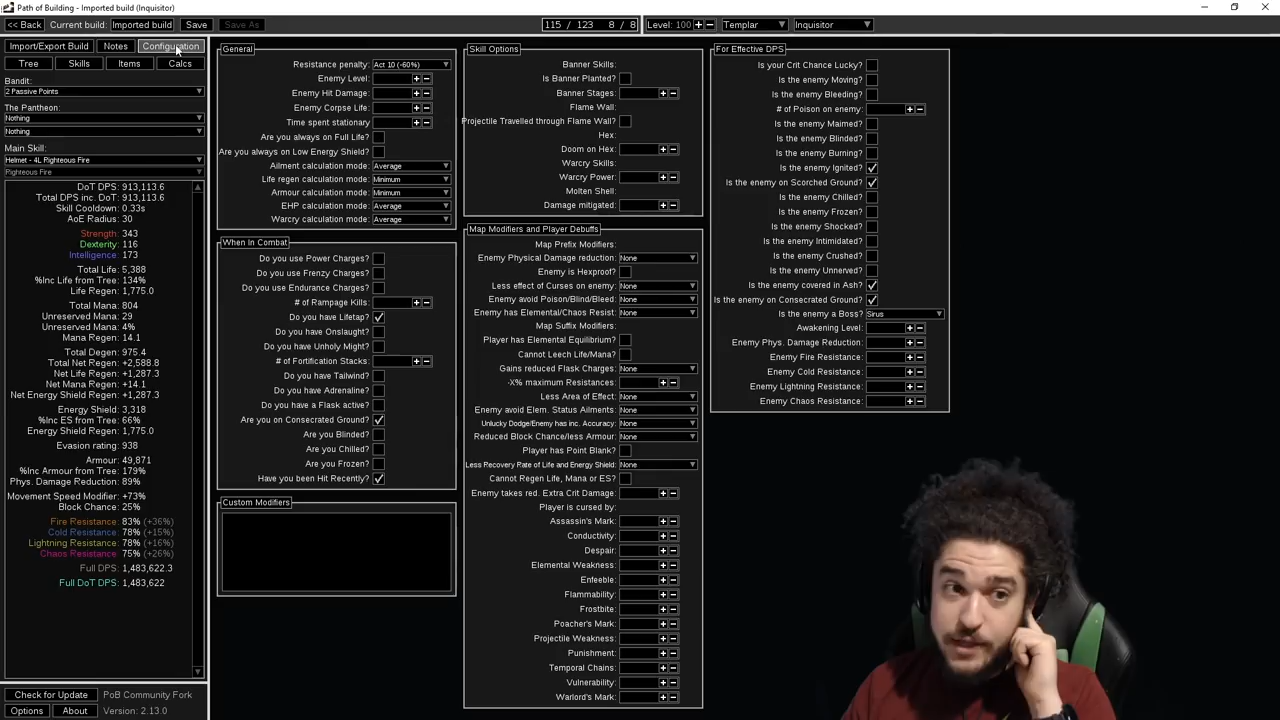 Path of Building - Imported build (Inquisitor)
<< Back Current build: Imported build Save Save As 115 / 123 8 / 8 Level: 100 Templar Inquisitor
Import/Export Build Notes Configuration
Tree Skills Items Calcs
Bandit:
2 Passive Points
The Pantheon:
Nothing
Nothing
Main Skill:
Helmet - 4L Righteous Fire
Righteous Fire
DoT DPS: 913,113.6
Total DPS inc. DoT: 913,113.6
Skill Cooldown: 0.33s
AoE Radius: 30
Strength: 343
Dexterity: 116
Intelligence: 173
Total Life: 5,388
%Inc Life from Tree: 134%
Life Regen: 1,775.0
Total Mana: 804
Unreserved Mana: 29
Unreserved Mana: 4%
Mana Regen: 14.1
Total Degen: 975.4
Total Net Regen: +2,588.8
Net Life Regen: +1,287.3
Net Mana Regen: +14.1
Net Energy Shield Regen: +1,287.3
Energy Shield: 3,318
%Inc ES from Tree: 66%
Energy Shield Regen: 1,775.0
Evasion rating: 938
Armour: 49,871
%Inc Armour from Tree: 179%
Phys. Damage Reduction: 89%
Movement Speed Modifier: +73%
Block Chance: 25%
Fire Resistance: 83% (+36%)
Cold Resistance: 78% (+15%)
Lightning Resistance: 78% (+16%)
Chaos Resistance: 75% (+26%)
Full DPS: 1,483,622.3
Full DoT DPS: 1,483,622
Check for Update PoB Community Fork
Options About Version: 2.13.0
General
Resistance penalty: Act 10 (-60%)
Enemy Level:
Enemy Hit Damage:
Enemy Corpse Life:
Time spent stationary
Are you always on Full Life?
Are you always on Low Energy Shield?
Ailment calculation mode: Average
Life regen calculation mode: Minimum
Armour calculation mode: Minimum
EHP calculation mode: Average
Warcry calculation mode: Average
When In Combat
Do you use Power Charges?
Do you use Frenzy Charges?
Do you use Endurance Charges?
# of Rampage Kills:
Do you have Lifetap?
Do you have Onslaught?
Do you have Unholy Might?
# of Fortification Stacks:
Do you have Tailwind?
Do you have Adrenaline?
Do you have a Flask active?
Are you on Consecrated Ground?
Are you Blinded?
Are you Chilled?
Are you Frozen?
Have you been Hit Recently?
Custom Modifiers
Skill Options
Banner Skills:
Is Banner Planted?
Banner Stages:
Flame Wall:
Projectile Travelled through Flame Wall?
Hex:
Doom on Hex:
Warcry Skills:
Warcry Power:
Molten Shell:
Damage mitigated:
Map Modifiers and Player Debuffs
Map Prefix Modifiers:
Enemy Physical Damage reduction: None
Enemy is Hexproof?
Less effect of Curses on enemy: None
Enemy avoid Poison/Blind/Bleed: None
Enemy has Elemental/Chaos Resist: None
Map Suffix Modifiers:
Player has Elemental Equilibrium?
Cannot Leech Life/Mana?
Gains reduced Flask Charges: None
-X% maximum Resistances:
Less Area of Effect: None
Enemy avoid Elem. Status Ailments: None
Unlucky Dodge/Enemy has inc. Accuracy: None
Reduced Block Chance/less Armour: None
Player has Point Blank?
Less Recovery Rate of Life and Energy Shield: None
Cannot Regen Life, Mana or ES?
Enemy takes red. Extra Crit Damage:
Player is cursed by:
Assassin's Mark:
Conductivity:
Despair:
Elemental Weakness:
Enfeeble:
Flammability:
Frostbite:
Poacher's Mark:
Projectile Weakness:
Punishment:
Temporal Chains:
Vulnerability:
Warlord's Mark:
For Effective DPS
Is your Crit Chance Lucky?
Is the enemy Moving?
Is the enemy Bleeding?
# of Poison on enemy:
Is the enemy Maimed?
Is the enemy Blinded?
Is the enemy Burning?
Is the enemy Ignited?
Is the enemy on Scorched Ground?
Is the enemy Chilled?
Is the enemy Frozen?
Is the enemy Shocked?
Is the enemy Intimidated?
Is the enemy Crushed?
Is the enemy Unnerved?
Is the enemy covered in Ash?
Is the enemy on Consecrated Ground?
Is the enemy a Boss? Sirus
Awakening Level:
Enemy Phys. Damage Reduction:
Enemy Fire Resistance:
Enemy Cold Resistance:
Enemy Lightning Resistance:
Enemy Chaos Resistance: